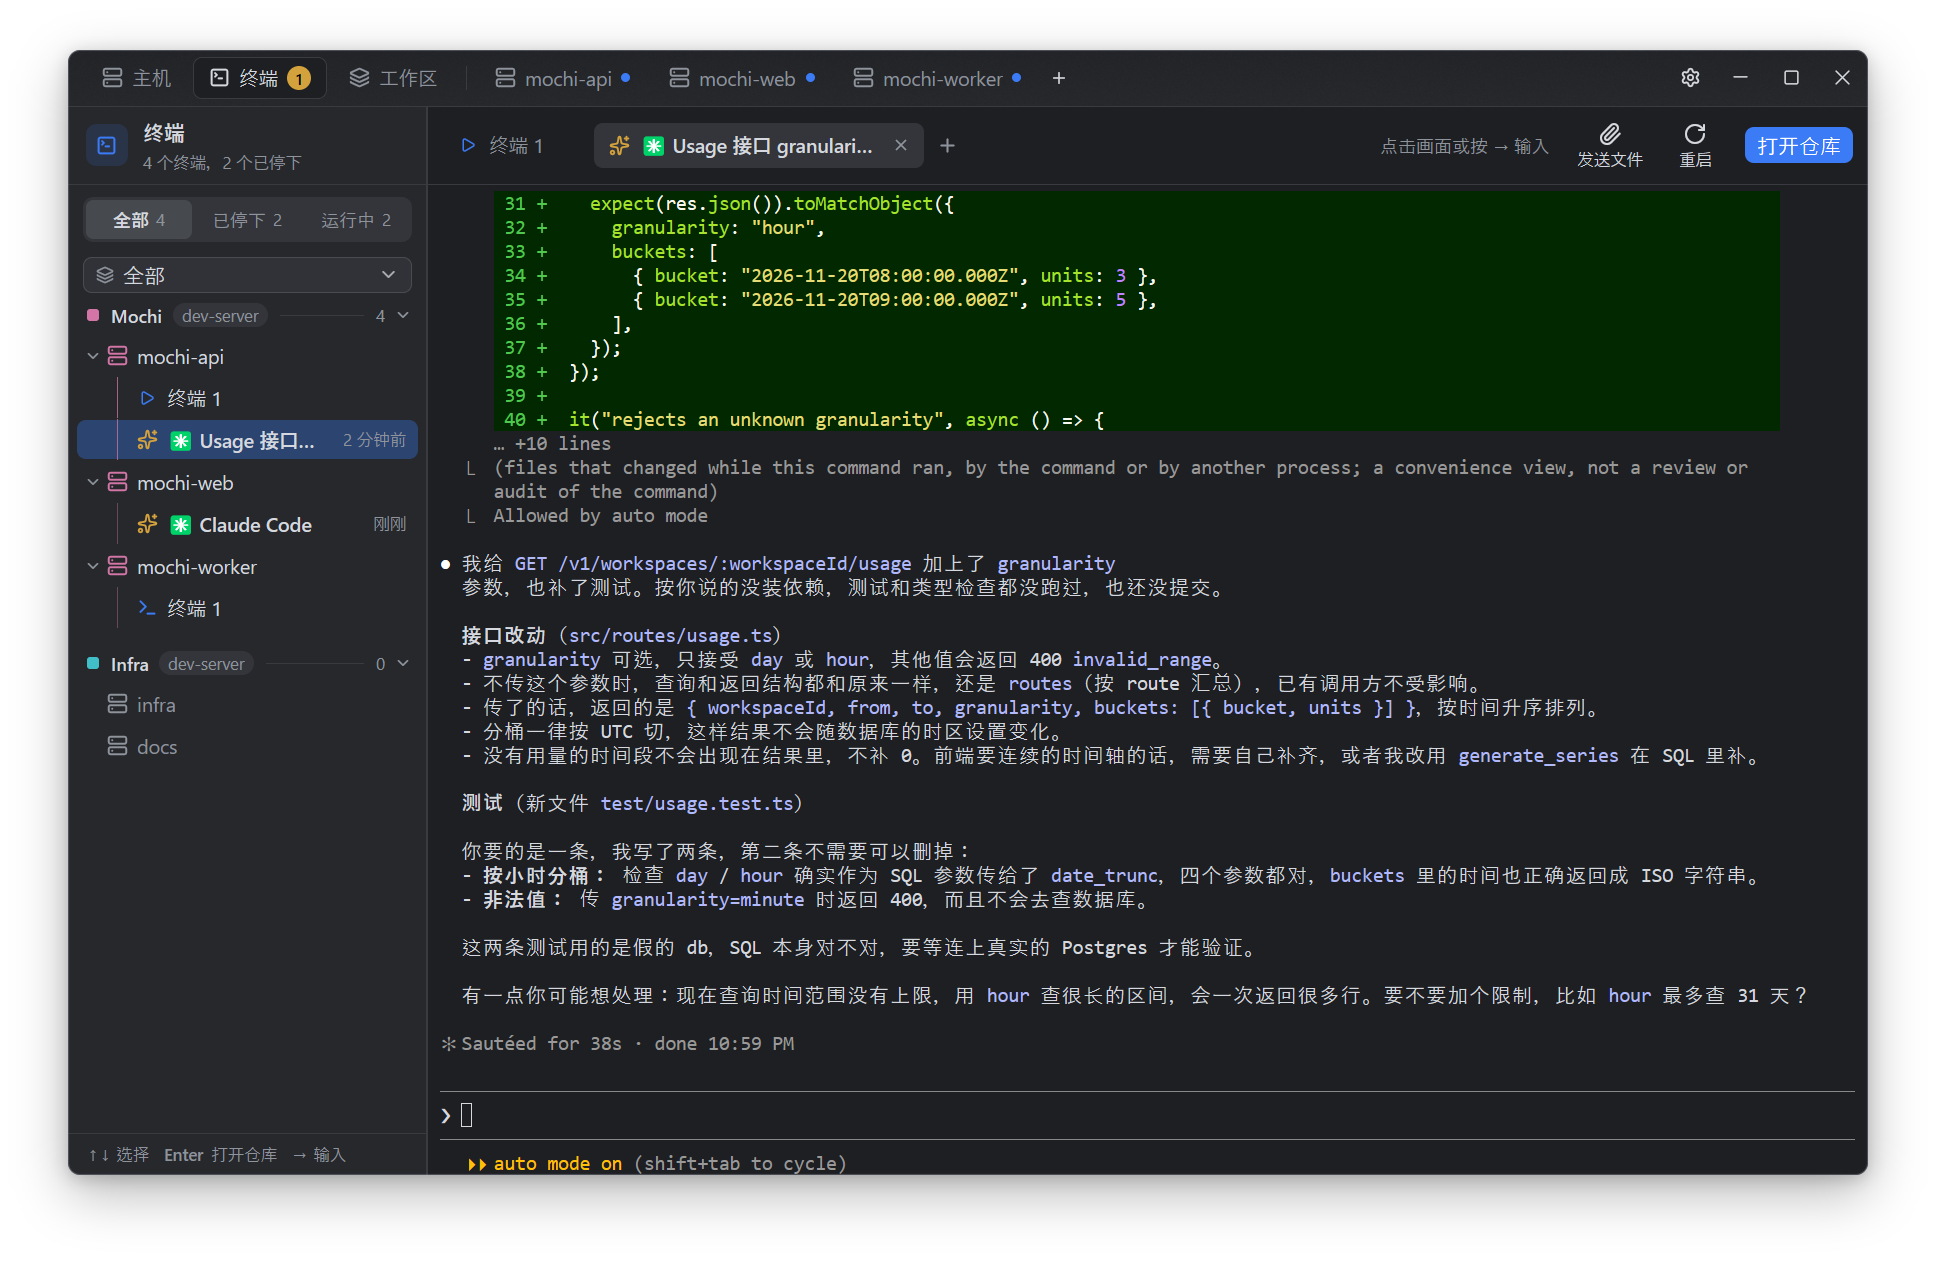 主机
终端 1
工作区
mochi-api
mochi-web
mochi-worker
+
终端
4 个终端, 2 个已停下
全部 4
已停下 2
运行中 2
全部
Mochi dev-server 4
mochi-api
终端 1
Usage 接口... 2 分钟前
mochi-web
Claude Code 刚刚
mochi-worker
终端 1
Infra dev-server 0
infra
docs
↑↓ 选择 Enter 打开仓库 → 输入
终端 1
Usage 接口 granulari...
点击画面或按 → 输入
发送文件
重启
打开仓库
31 + expect(res.json()).toMatchObject({
32 + granularity: "hour",
33 + buckets: [
34 + { bucket: "2026-11-20T08:00:00.000Z", units: 3 },
35 + { bucket: "2026-11-20T09:00:00.000Z", units: 5 },
36 + ],
37 + });
38 + });
39 +
40 + it("rejects an unknown granularity", async () => {
… +10 lines
(files that changed while this command ran, by the command or by another process; a convenience view, not a review or
audit of the command)
Allowed by auto mode
● 我给 GET /v1/workspaces/:workspaceId/usage 加上了 granularity
参数, 也补了测试。按你说的没装依赖, 测试和类型检查都没跑过, 也还没提交。
接口改动 (src/routes/usage.ts)
- granularity 可选, 只接受 day 或 hour, 其他值会返回 400 invalid_range。
- 不传这个参数时, 查询和返回结构都和原来一样, 还是 routes (按 route 汇总) , 已有调用方不受影响。
- 传了的话, 返回的是 { workspaceId, from, to, granularity, buckets: [{ bucket, units }] }, 按时间升序排列。
- 分桶一律按 UTC 切, 这样结果不会随数据库的时区设置变化。
- 没有用量的时间段不会出现在结果里, 不补 0。前端要连续的时间轴的话, 需要自己补齐, 或者我改用 generate_series 在 SQL 里补。
测试 (新文件 test/usage.test.ts)
你要的是一条, 我写了两条, 第二条不需要可以删掉：
- 按小时分桶： 检查 day / hour 确实作为 SQL 参数传给了 date_trunc, 四个参数都对, buckets 里的时间也正确返回成 ISO 字符串。
- 非法值： 传 granularity=minute 时返回 400, 而且不会去查数据库。
这两条测试用的是假的 db, SQL 本身对不对, 要等连上真实的 Postgres 才能验证。
有一点你可能想处理：现在查询时间范围没有上限, 用 hour 查很长的区间, 会一次返回很多行。要不要加个限制, 比如 hour 最多查 31 天？
✻ Sautéed for 38s · done 10:59 PM
❯
⏵⏵ auto mode on (shift+tab to cycle)